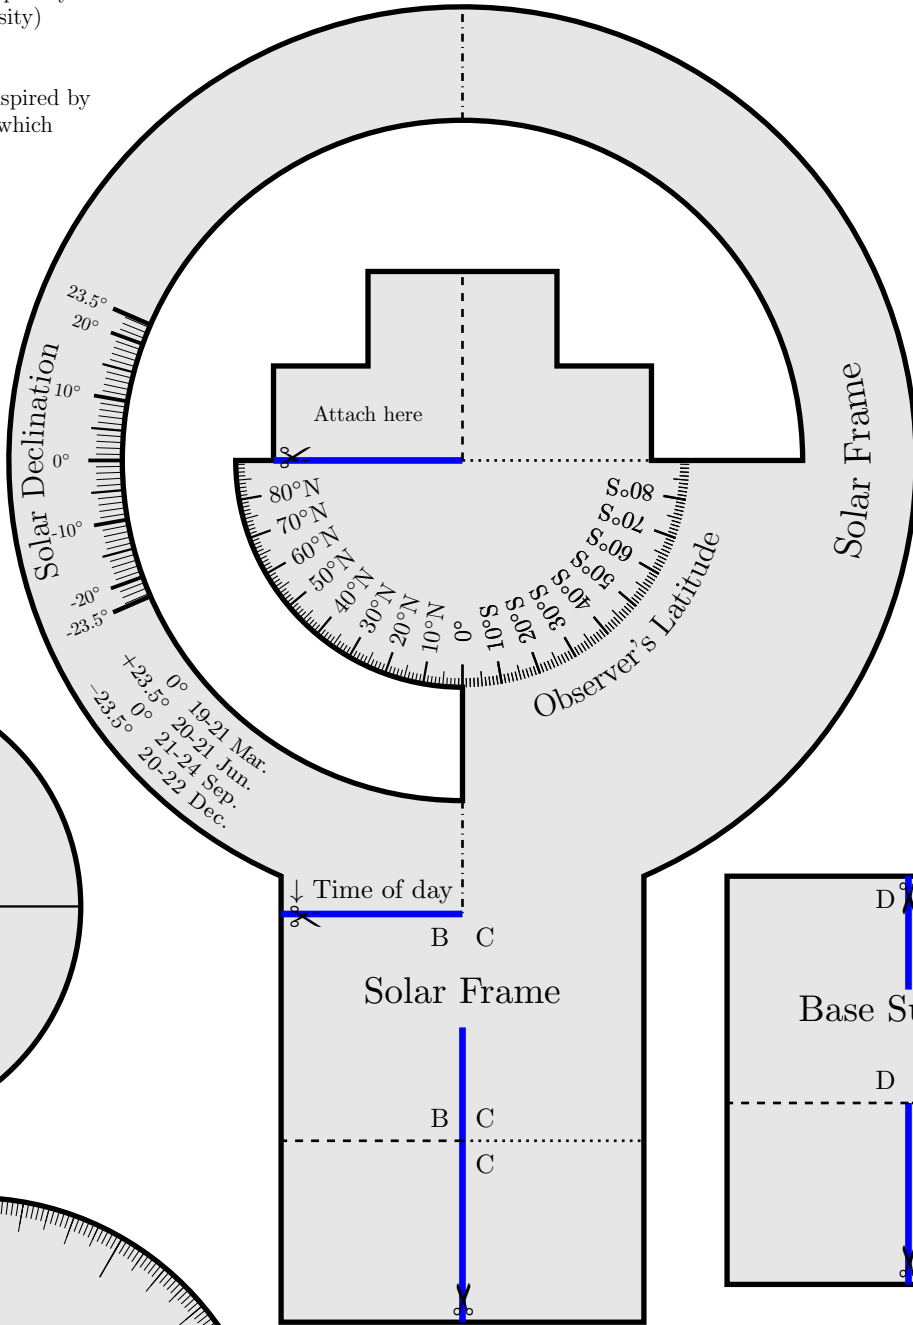 sity)
spired by
which
23.5°
20°
10°
0°
-10°
-20°
-23.5°
Solar Declination
Attach here
80°N
70°N
60°N
50°N
40°N
30°N
20°N
10°N
0°
10°S
20°S
30°S
40°S
50°S
60°S
70°S
80°S
Observer's Latitude
Solar Frame
0° 19-21 Mar.
+23.5° 20-21 Jun.
0° 21-24 Sep.
−23.5° 20-22 Dec.
↓ Time of day
B C
Solar Frame
B C
C
D
Base Su
D